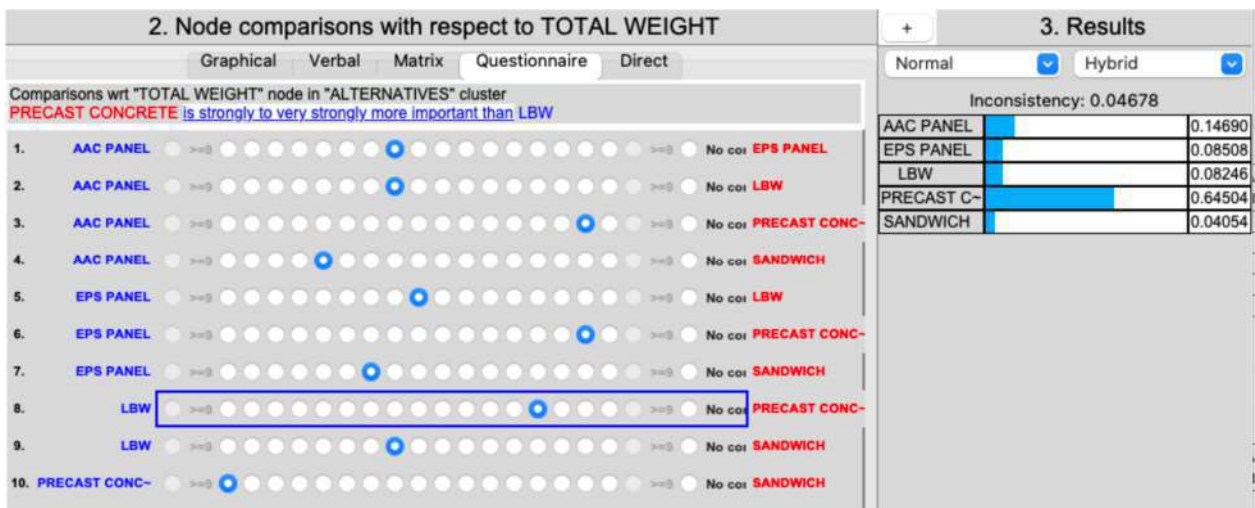 2. Node comparisons with respect to TOTAL WEIGHT
Graphical Verbal Matrix Questionnaire Direct
Comparisons wrt "TOTAL WEIGHT" node in "ALTERNATIVES" cluster
PRECAST CONCRETE is strongly to very strongly more important than LBW
1. AAC PANEL >=9 >=9 No cor EPS PANEL
2. AAC PANEL >=9 >=9 No cor LBW
3. AAC PANEL >=9 >=9 No cor PRECAST CONC~
4. AAC PANEL >=9 >=9 No cor SANDWICH
5. EPS PANEL >=9 >=9 No cor LBW
6. EPS PANEL >=9 >=9 No cor PRECAST CONC~
7. EPS PANEL >=9 >=9 No cor SANDWICH
8. LBW >=9 >=9 No cor PRECAST CONC~
9. LBW >=9 >=9 No cor SANDWICH
10. PRECAST CONC~ >=9 >=9 No cor SANDWICH
+ 3. Results
Normal Hybrid
Inconsistency: 0.04678
AAC PANEL 0.14690
EPS PANEL 0.08508
LBW 0.08246
PRECAST C~ 0.64504
SANDWICH 0.04054